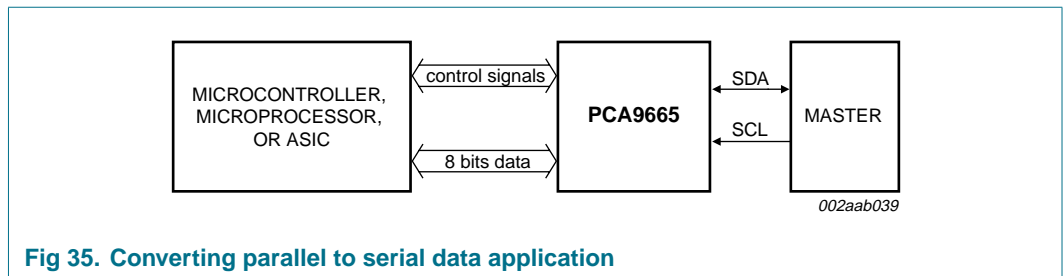 MICROCONTROLLER,
MICROPROCESSOR,
OR ASIC
control signals
8 bits data
PCA9665
SDA
SCL
MASTER
002aab039
Fig 35. Converting parallel to serial data application